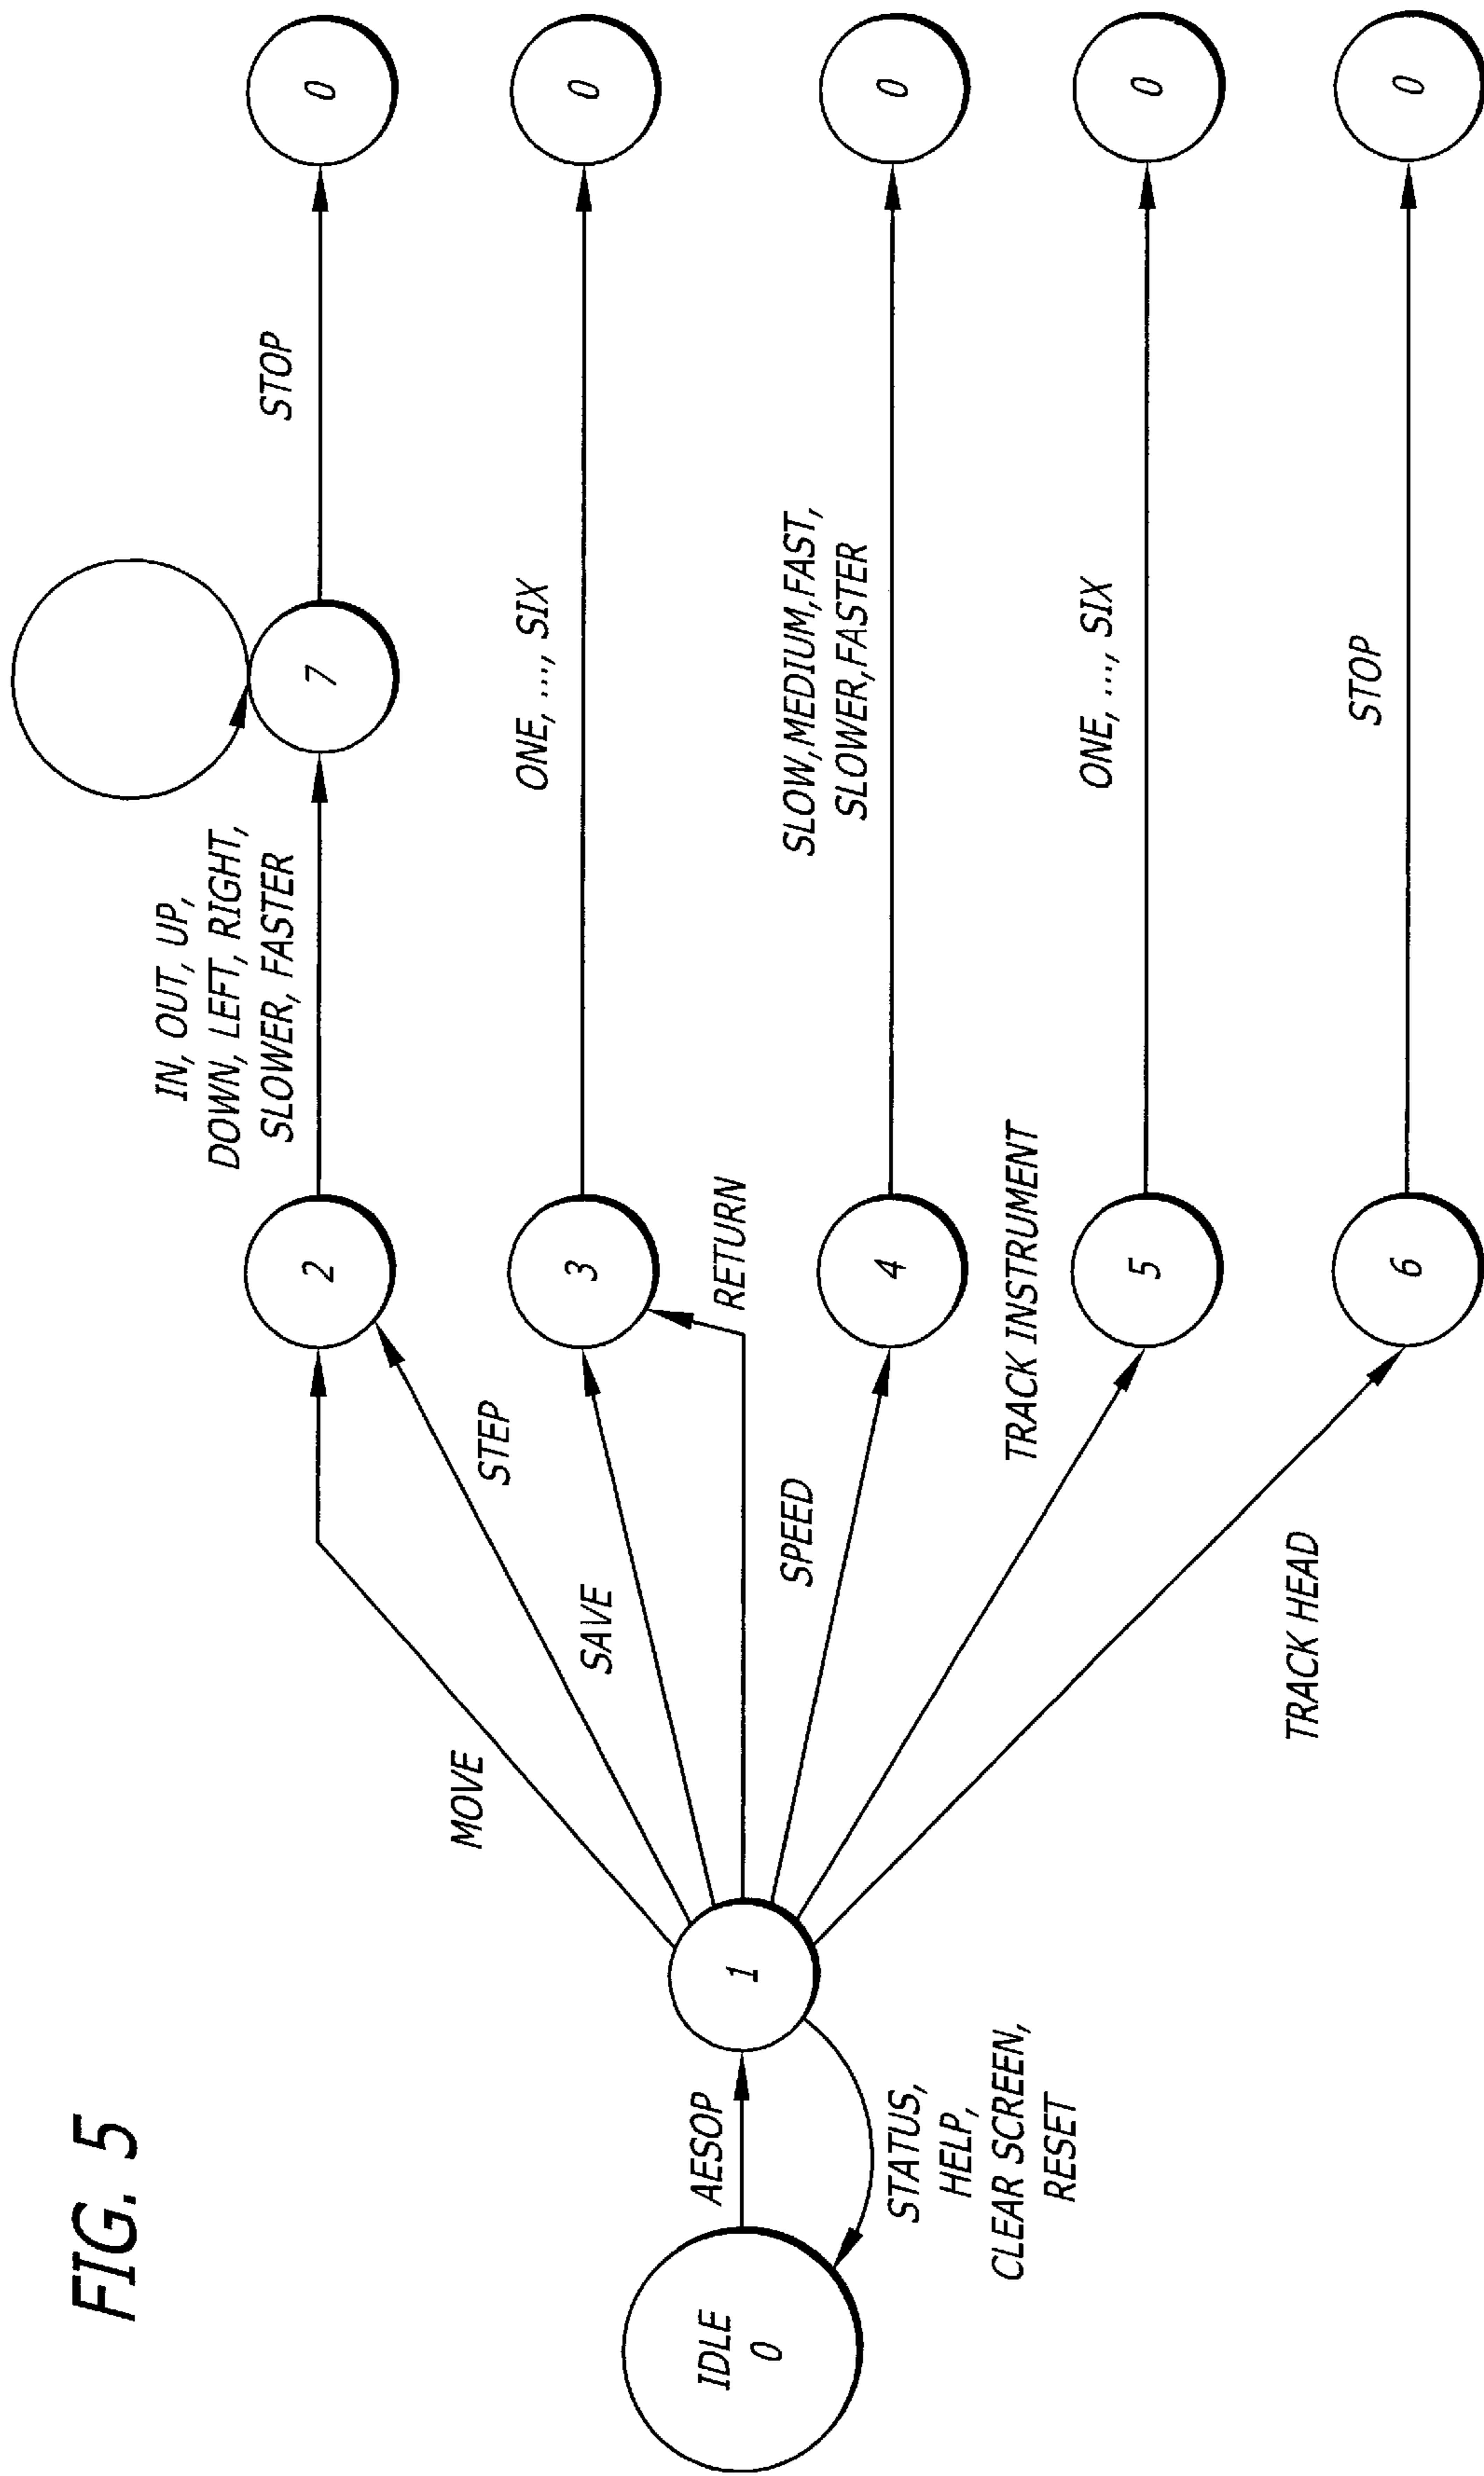 FIG. 5
IDLE
0
AESOP
STATUS,
HELP,
CLEAR SCREEN,
RESET
1
MOVE
STEP
SAVE
RETURN
SPEED
TRACK INSTRUMENT
TRACK HEAD
2
IN, OUT, UP,
DOWN, LEFT, RIGHT,
SLOWER, FASTER
7
STOP
0
3
ONE, ..., SIX
0
4
SLOW,MEDIUM,FAST,
SLOWER,FASTER
0
5
ONE, ..., SIX
0
6
STOP
0